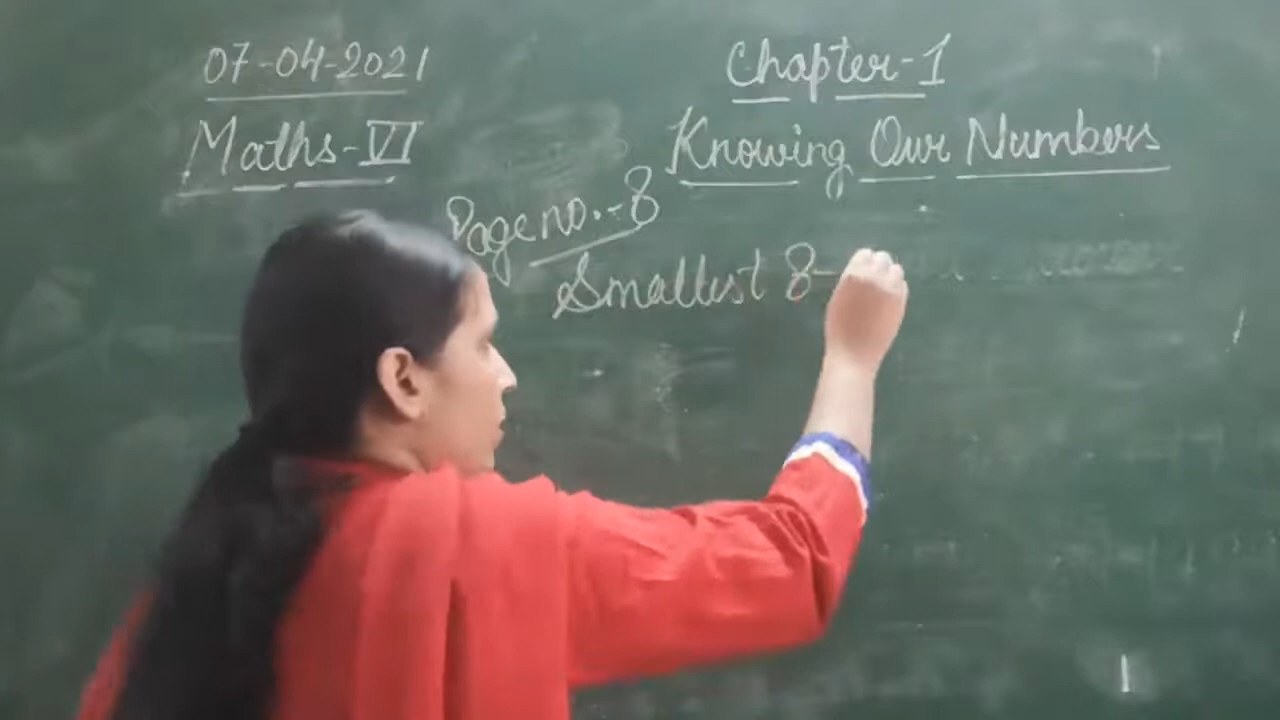 07-04-2021
Maths-VI
Chapter-1
Knowing Our Numbers
Page no.-8
Smallest 8-